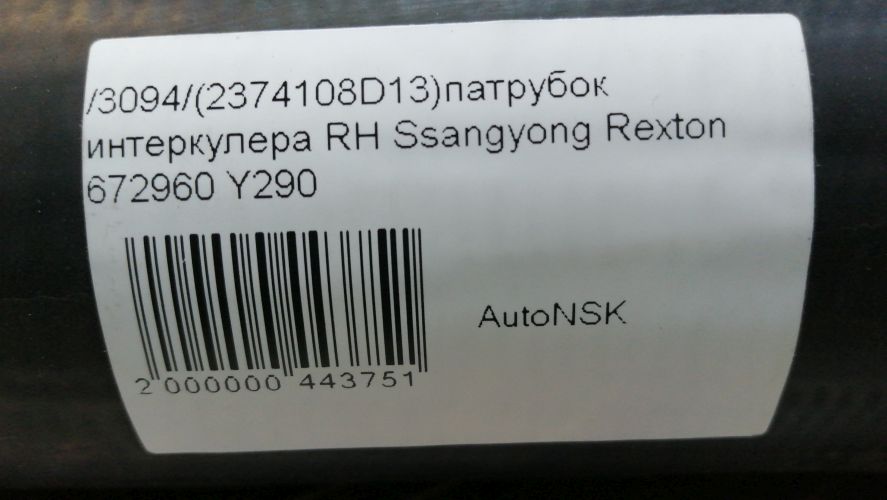 /3094/(2374108D13)патрубок
интеркулера RH Ssangyong Rexton
672960 Y290
AutoNSK
2 000000 443751